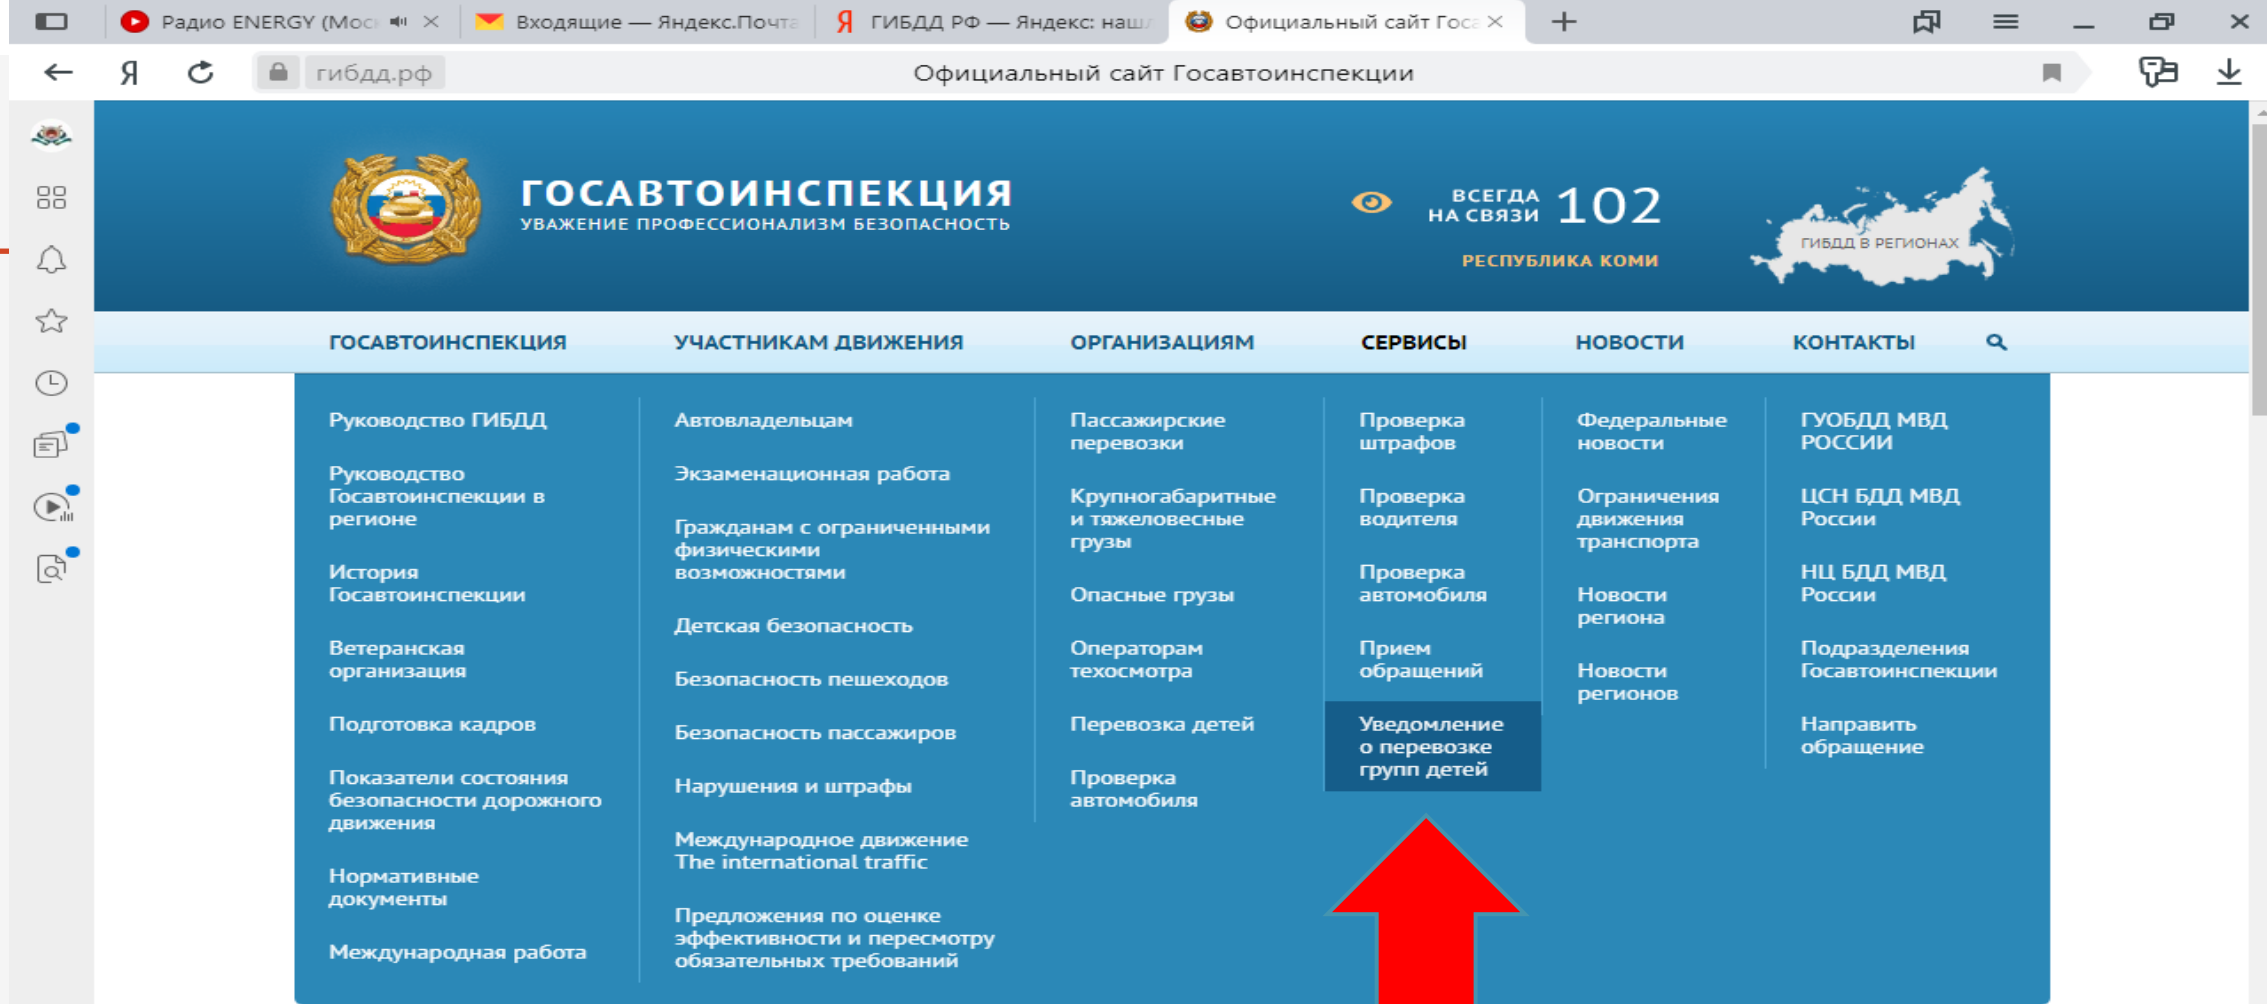 Радио ENERGY (Мос
Входящие — Яндекс.Почта
Я ГИБДД РФ — Яндекс: наш
Официальный сайт Гос
Я
гибдд.рф
Официальный сайт Госавтоинспекции
ГОСАВТОИНСПЕКЦИЯ
УВАЖЕНИЕ ПРОФЕССИОНАЛИЗМ БЕЗОПАСНОСТЬ
ВСЕГДА
НА СВЯЗИ
102
РЕСПУБЛИКА КОМИ
ГИБДД В РЕГИОНАХ
ГОСАВТОИНСПЕКЦИЯ
УЧАСТНИКАМ ДВИЖЕНИЯ
ОРГАНИЗАЦИЯМ
СЕРВИСЫ
НОВОСТИ
КОНТАКТЫ
Руководство ГИБДД
Руководство
Госавтоинспекции в
регионе
История
Госавтоинспекции
Ветеранская
организация
Подготовка кадров
Показатели состояния
безопасности дорожного
движения
Нормативные
документы
Международная работа
Автовладельцам
Экзаменационная работа
Гражданам с ограниченными
физическими
возможностями
Детская безопасность
Безопасность пешеходов
Безопасность пассажиров
Нарушения и штрафы
Международное движение
The international traffic
Предложения по оценке
эффективности и пересмотру
обязательных требований
Пассажирские
перевозки
Крупногабаритные
и тяжеловесные
грузы
Опасные грузы
Операторам
техосмотра
Перевозка детей
Проверка
автомобиля
Проверка
штрафов
Проверка
водителя
Проверка
автомобиля
Прием
обращений
Уведомление
о перевозке
групп детей
Федеральные
новости
Ограничения
движения
транспорта
Новости
региона
Новости
регионов
ГУОБДД МВД
РОССИИ
ЦСН БДД МВД
России
НЦ БДД МВД
России
Подразделения
Госавтоинспекции
Направить
обращение